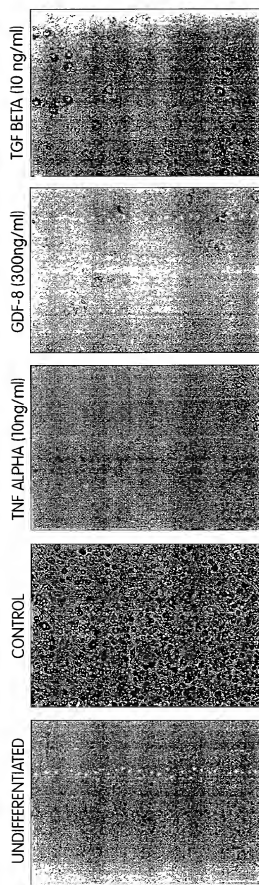 TGF BETA (10 ng/ml)
GDF-8 (300ng/ml)
TNF ALPHA (10ng/ml)
CONTROL
UNDIFFERENTIATED